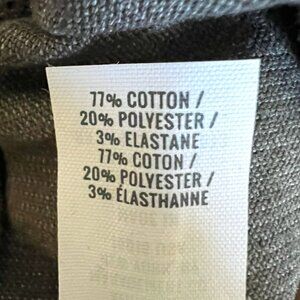 77% COTTON /
20% POLYESTER /
3% ELASTANE
77% COTON /
20% POLYESTER /
3% ÉLASTHANNE